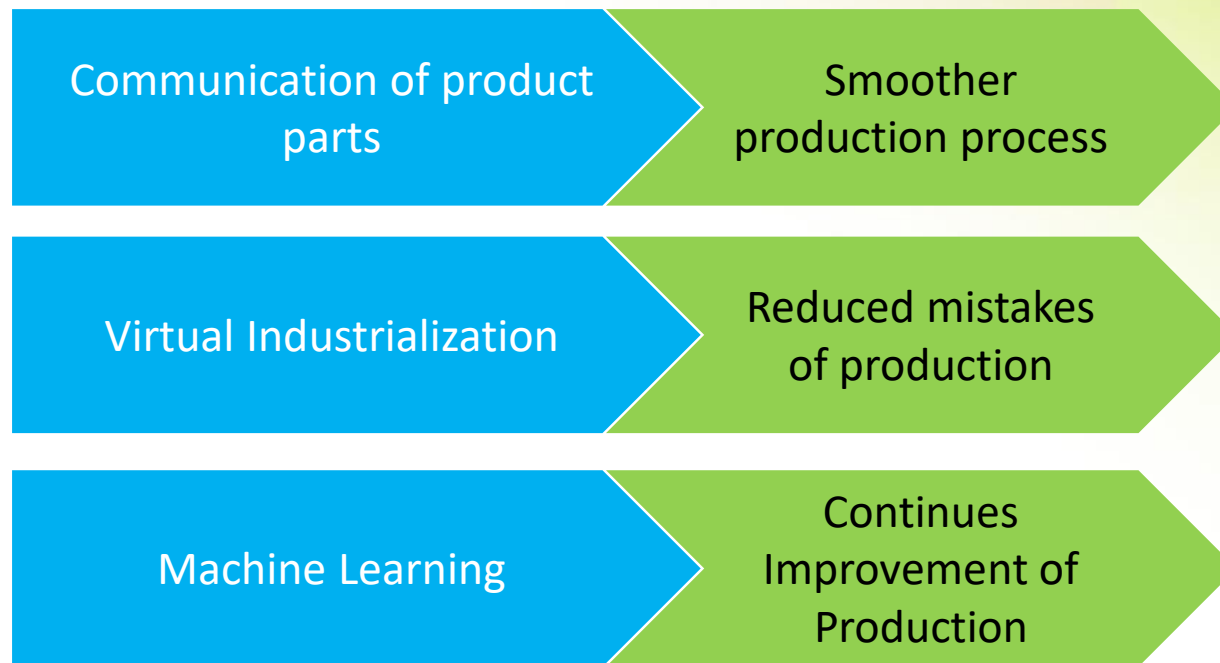 Communication of product
parts
Smoother
production process
Virtual Industrialization
Reduced mistakes
of production
Machine Learning
Continues
Improvement of
Production